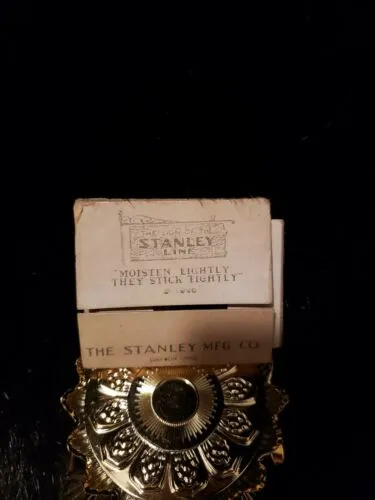 THE SIGN OF THE
STANLEY
LINE
"MOISTEN LIGHTLY
THEY STICK TIGHTLY"
THE STANLEY MFG CO